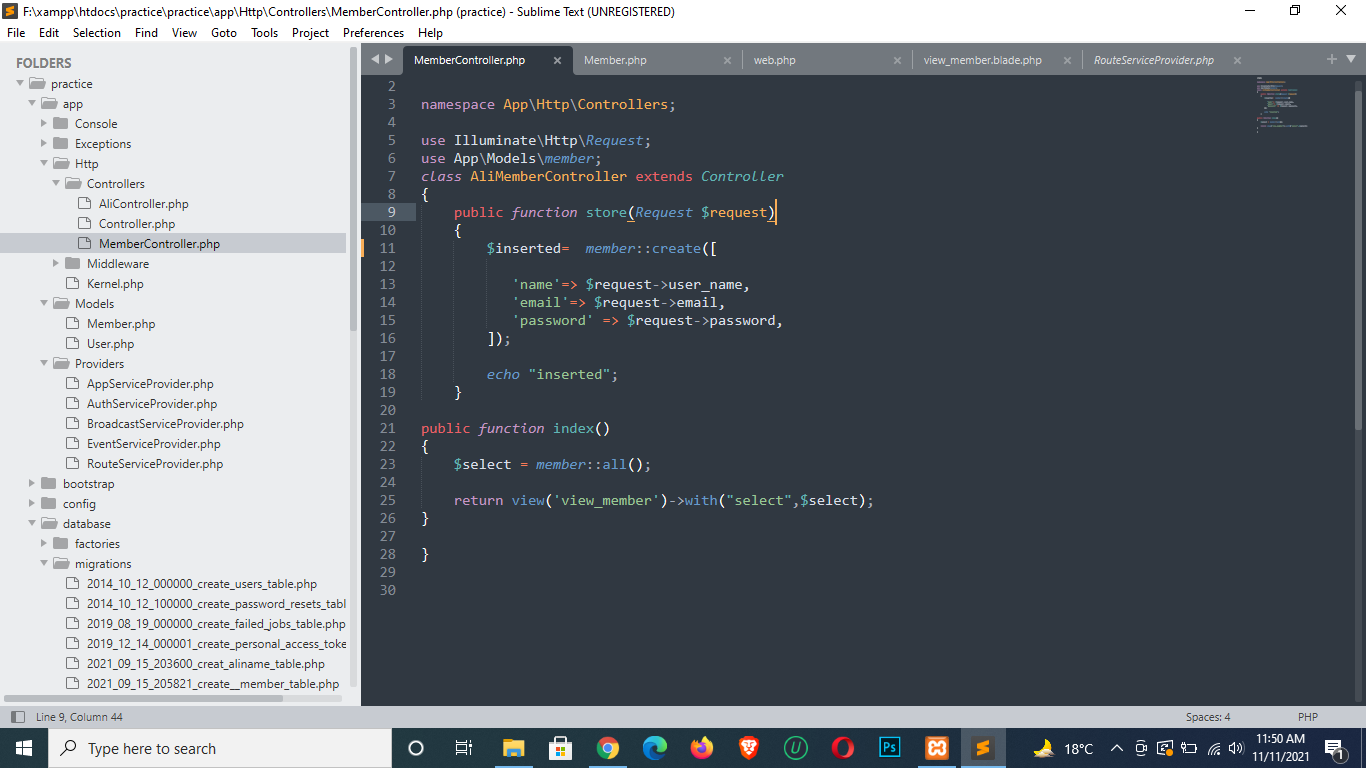 F:\xampp\htdocs\practice\practice\app\Http\Controllers\MemberController.php (practice) - Sublime Text (UNREGISTERED)
File Edit Selection Find View Goto Tools Project Preferences Help
FOLDERS
practice
app
Console
Exceptions
Http
Controllers
AliController.php
Controller.php
MemberController.php
Middleware
Kernel.php
Models
Member.php
User.php
Providers
AppServiceProvider.php
AuthServiceProvider.php
BroadcastServiceProvider.php
EventServiceProvider.php
RouteServiceProvider.php
bootstrap
config
database
factories
migrations
2014_10_12_000000_create_users_table.php
2014_10_12_100000_create_password_resets_tabl
2019_08_19_000000_create_failed_jobs_table.php
2019_12_14_000001_create_personal_access_toke
2021_09_15_203600_creat_aliname_table.php
2021_09_15_205821_create__member_table.php
MemberController.php Member.php web.php view_member.blade.php RouteServiceProvider.php
2
3 namespace App\Http\Controllers;
4
5 use Illuminate\Http\Request;
6 use App\Models\member;
7 class AliMemberController extends Controller
8 {
9 public function store(Request $request)
10 {
11 $inserted= member::create([
12
13 'name'=> $request->user_name,
14 'email'=> $request->email,
15 'password' => $request->password,
16 ]);
17
18 echo "inserted";
19 }
20
21 public function index()
22 {
23 $select = member::all();
24
25 return view('view_member')->with("select",$select);
26 }
27
28 }
29
30
Line 9, Column 44 Spaces: 4 PHP
Type here to search
Ps
18°C
11:50 AM
11/11/2021
1